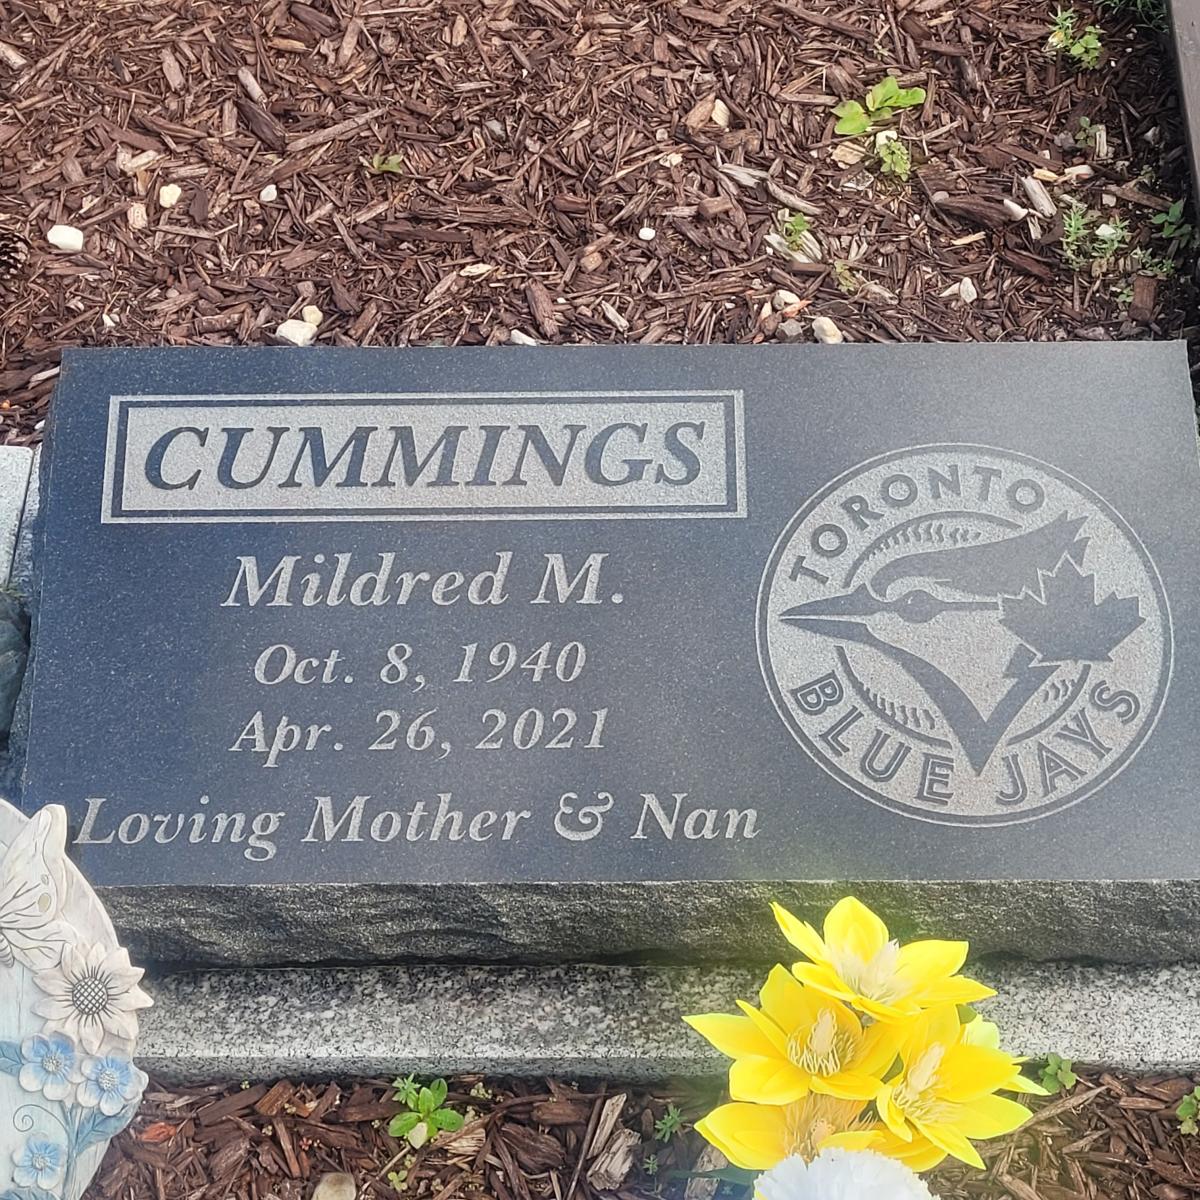 CUMMINGS
Mildred M.
Oct. 8, 1940
Apr. 26, 2021
Loving Mother & Nan
TORONTO
BLUE JAYS